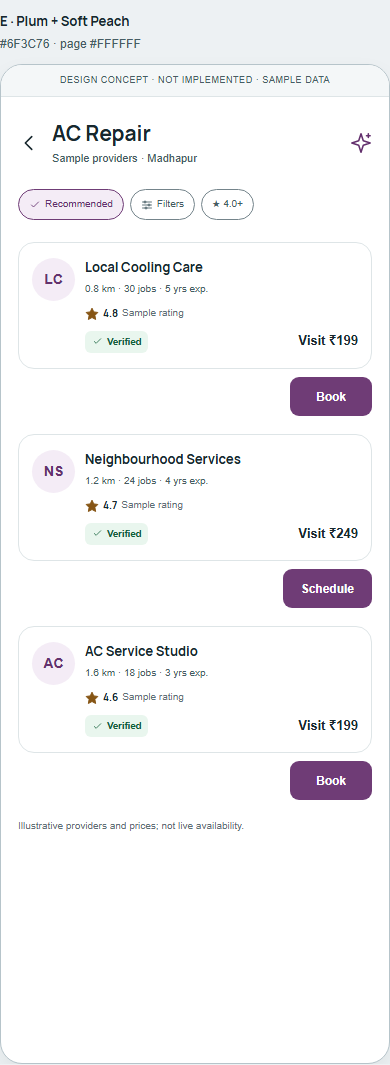 E · Plum + Soft Peach
#6F3C76 · page #FFFFFF
DESIGN CONCEPT · NOT IMPLEMENTED · SAMPLE DATA
AC Repair
Sample providers · Madhapur
Recommended
Filters
★ 4.0+
LC
Local Cooling Care
0.8 km · 30 jobs · 5 yrs exp.
4.8 Sample rating
Verified
Visit ₹199
Book
NS
Neighbourhood Services
1.2 km · 24 jobs · 4 yrs exp.
4.7 Sample rating
Verified
Visit ₹249
Schedule
AC
AC Service Studio
1.6 km · 18 jobs · 3 yrs exp.
4.6 Sample rating
Verified
Visit ₹199
Book
Illustrative providers and prices; not live availability.